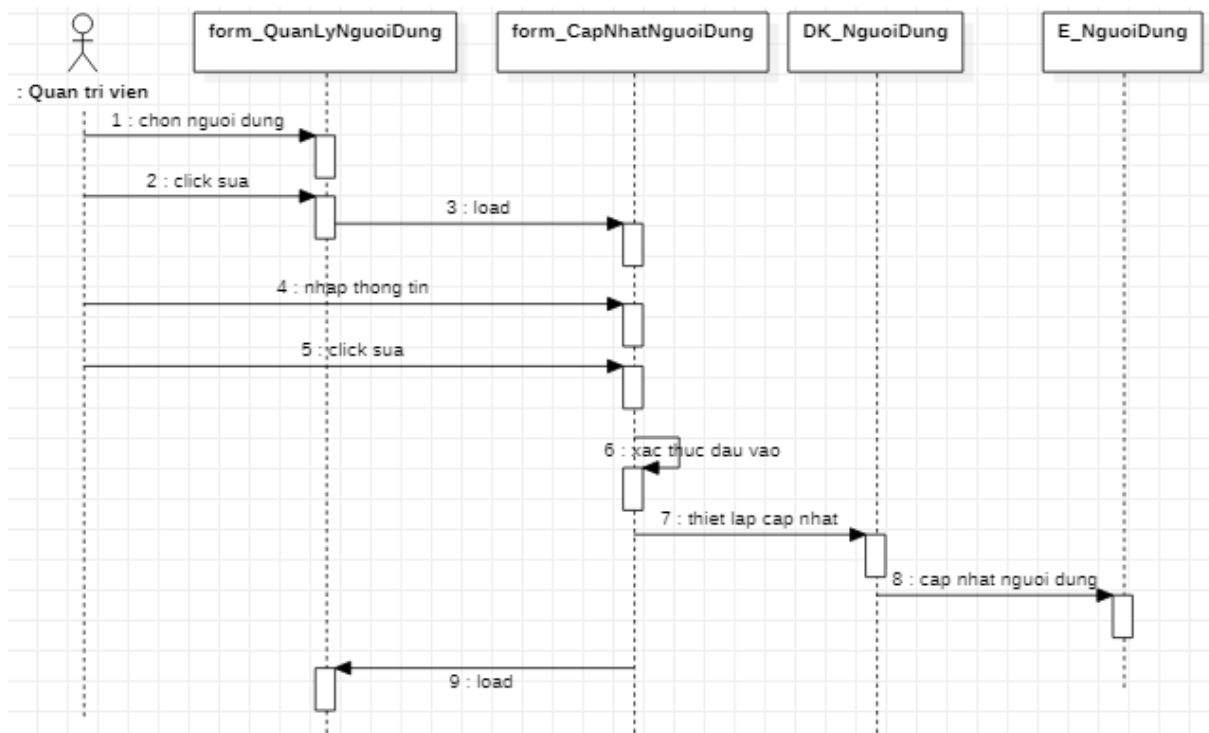 form_QuanLyNguoiDung
form_CapNhatNguoiDung
DK_NguoiDung
E_NguoiDung
: Quan tri vien
1 : chon nguoi dung
2 : click sua
3 : load
4 : nhap thong tin
5 : click sua
6 : xac thuc dau vao
7 : thiet lap cap nhat
8 : cap nhat nguoi dung
9 : load